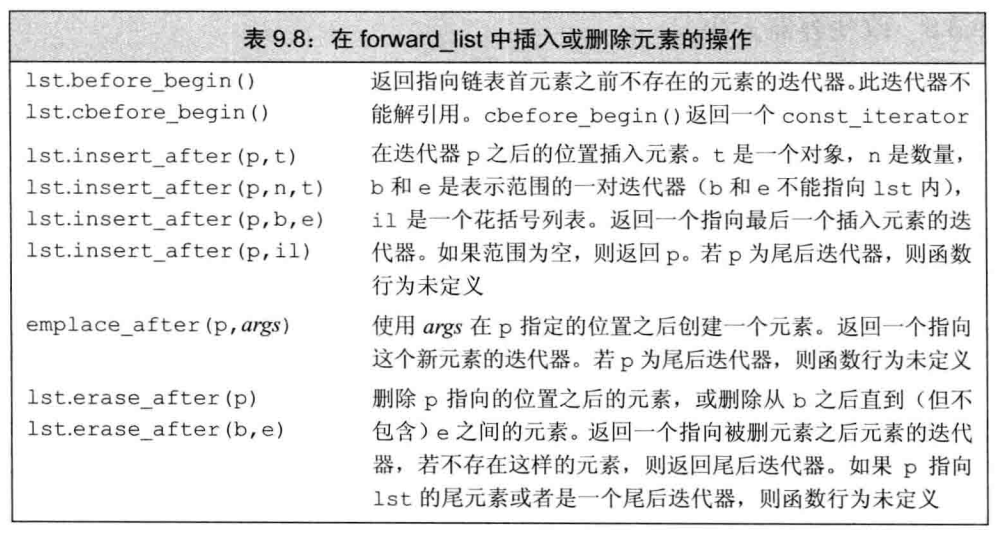 表 9.8：在 forward_list 中插入或删除元素的操作
lst.before_begin() 返回指向链表首元素之前不存在的元素的迭代器。此迭代器不
lst.cbefore_begin() 能解引用。cbefore_begin()返回一个 const_iterator
lst.insert_after(p,t) 在迭代器 p 之后的位置插入元素。t 是一个对象，n 是数量，
lst.insert_after(p,n,t) b 和 e 是表示范围的一对迭代器（b 和 e 不能指向 lst 内），
lst.insert_after(p,b,e) il 是一个花括号列表。返回一个指向最后一个插入元素的迭
lst.insert_after(p,il) 代器。如果范围为空，则返回 p。若 p 为尾后迭代器，则函数
行为未定义
emplace_after(p,args) 使用 args 在 p 指定的位置之后创建一个元素。返回一个指向
这个新元素的迭代器。若 p 为尾后迭代器，则函数行为未定义
lst.erase_after(p) 删除 p 指向的位置之后的元素，或删除从 b 之后直到（但不
lst.erase_after(b,e) 包含）e 之间的元素。返回一个指向被删元素之后元素的迭代
器，若不存在这样的元素，则返回尾后迭代器。如果 p 指向
lst 的尾元素或者是一个尾后迭代器，则函数行为未定义